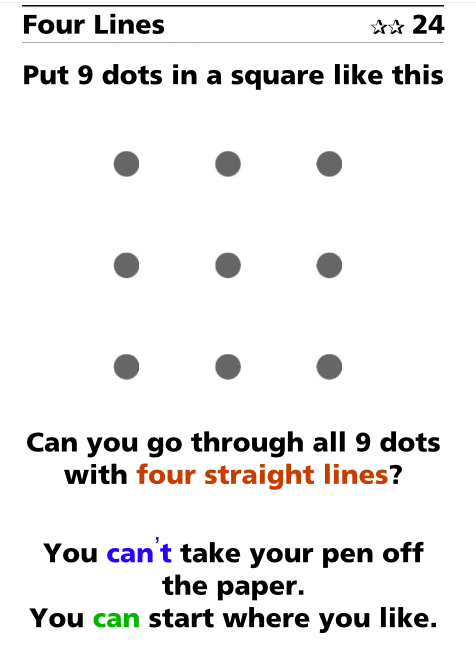 Four Lines ✰✰ 24
Put 9 dots in a square like this
Can you go through all 9 dots
with four straight lines?
You can't take your pen off
the paper.
You can start where you like.